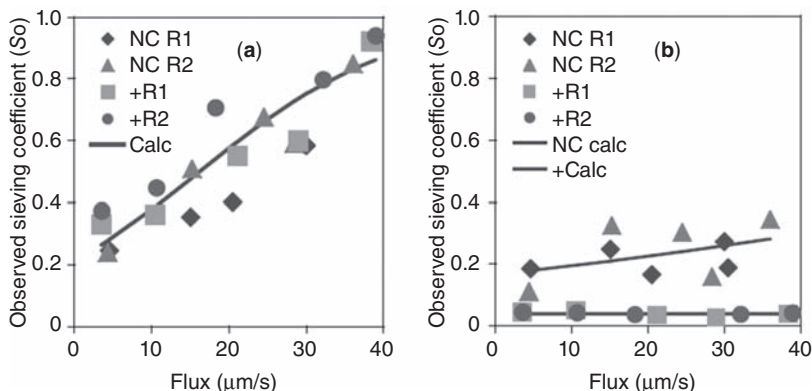 Observed sieving coefficient (So)
1.0
0.8
0.6
0.4
0.2
0
0
10
20
30
40
Flux (μm/s)
NC R1
NC R2
+R1
+R2
Calc
(a)
Observed sieving coefficient (So)
1.0
0.8
0.6
0.4
0.2
0.0
0
10
20
30
40
Flux (μm/s)
NC R1
NC R2
+R1
+R2
NC calc
+Calc
(b)